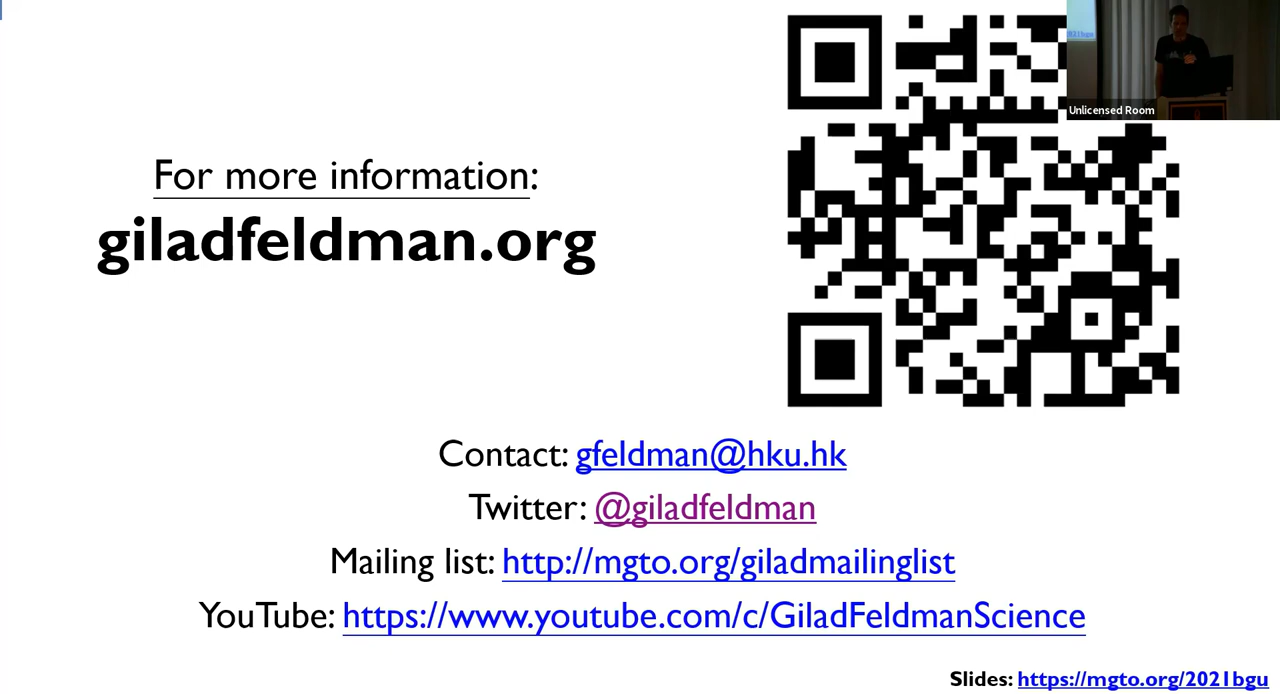 Unlicensed Room
For more information:
giladfeldman.org
Contact: gfeldman@hku.hk
Twitter: @giladfeldman
Mailing list: http://mgto.org/giladmailinglist
YouTube: https://www.youtube.com/c/GiladFeldmanScience
Slides: https://mgto.org/2021bgu